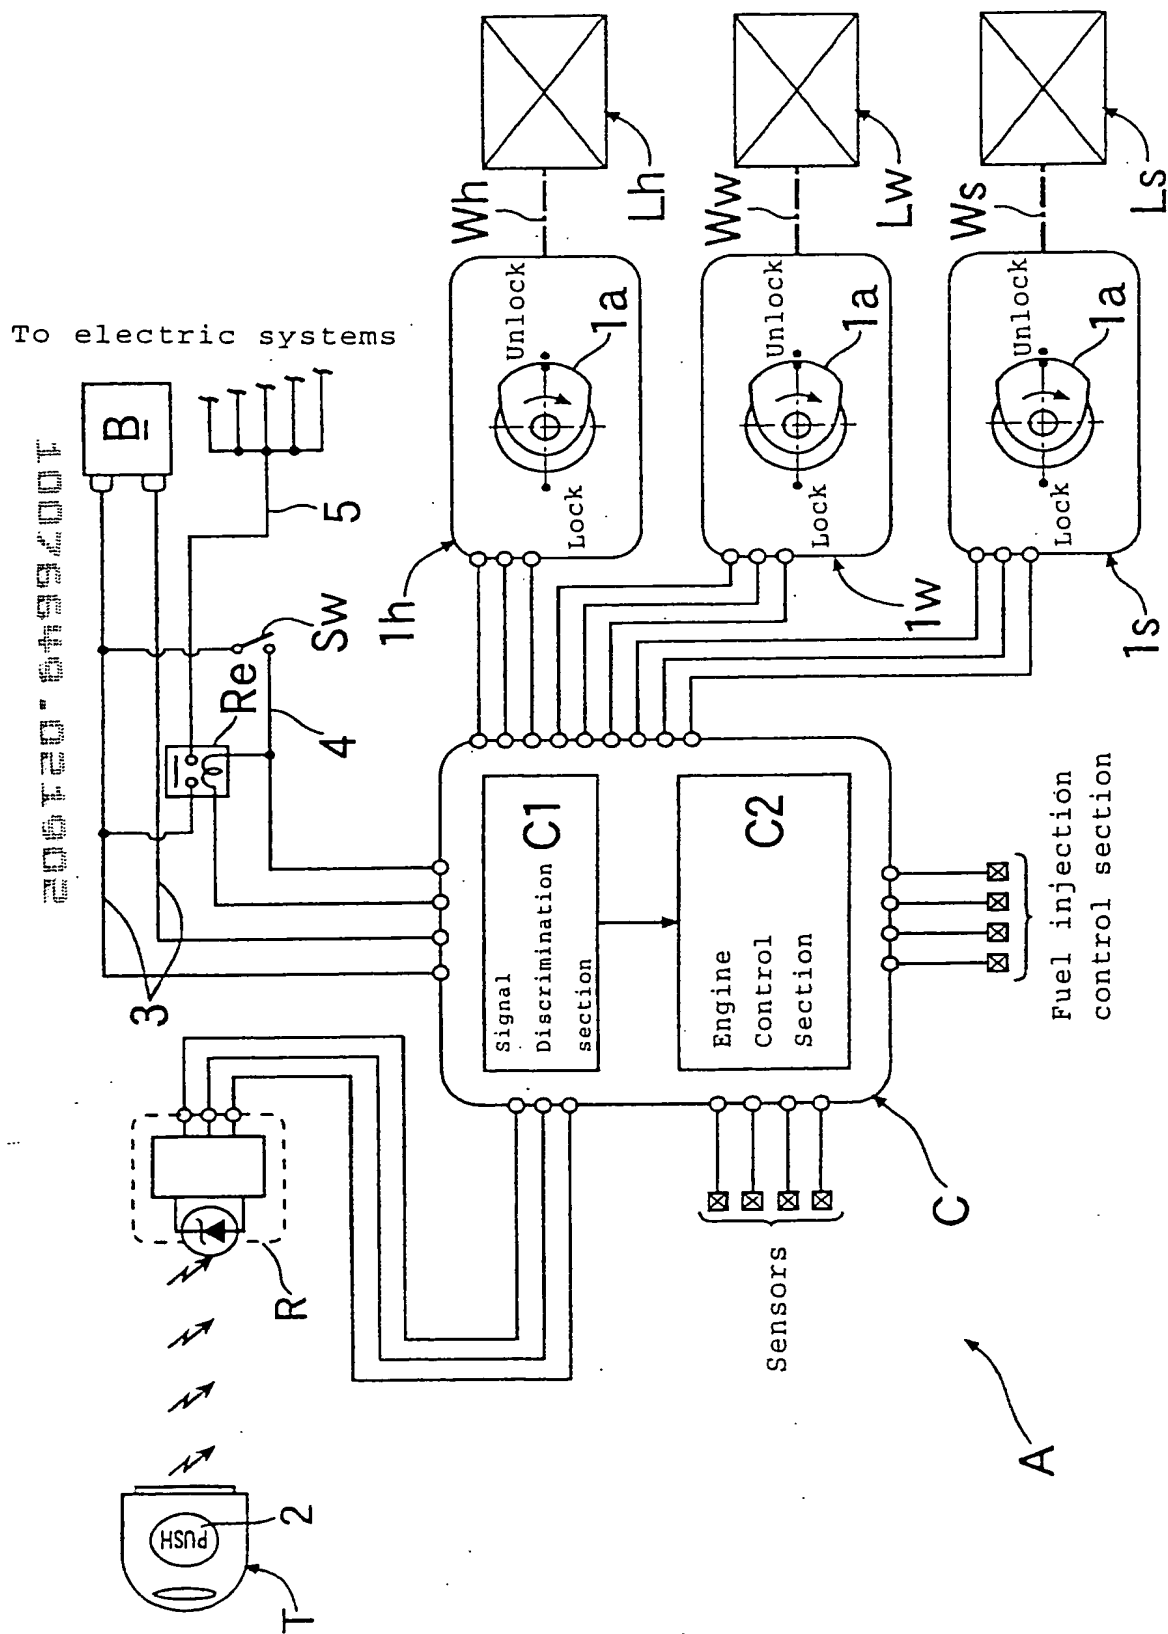 To electric systems
10076649.021902
B
5
Sw
Re
4
3
R
PUSH
2
T
Wh
Lh
Ww
Lw
Ws
Ls
Unlock
1a
Lock
1h
Unlock
1a
Lock
1w
Unlock
1a
Lock
1s
Signal
Discrimination
section
C1
Engine
Control
Section
C2
Fuel injection
control section
Sensors
C
A